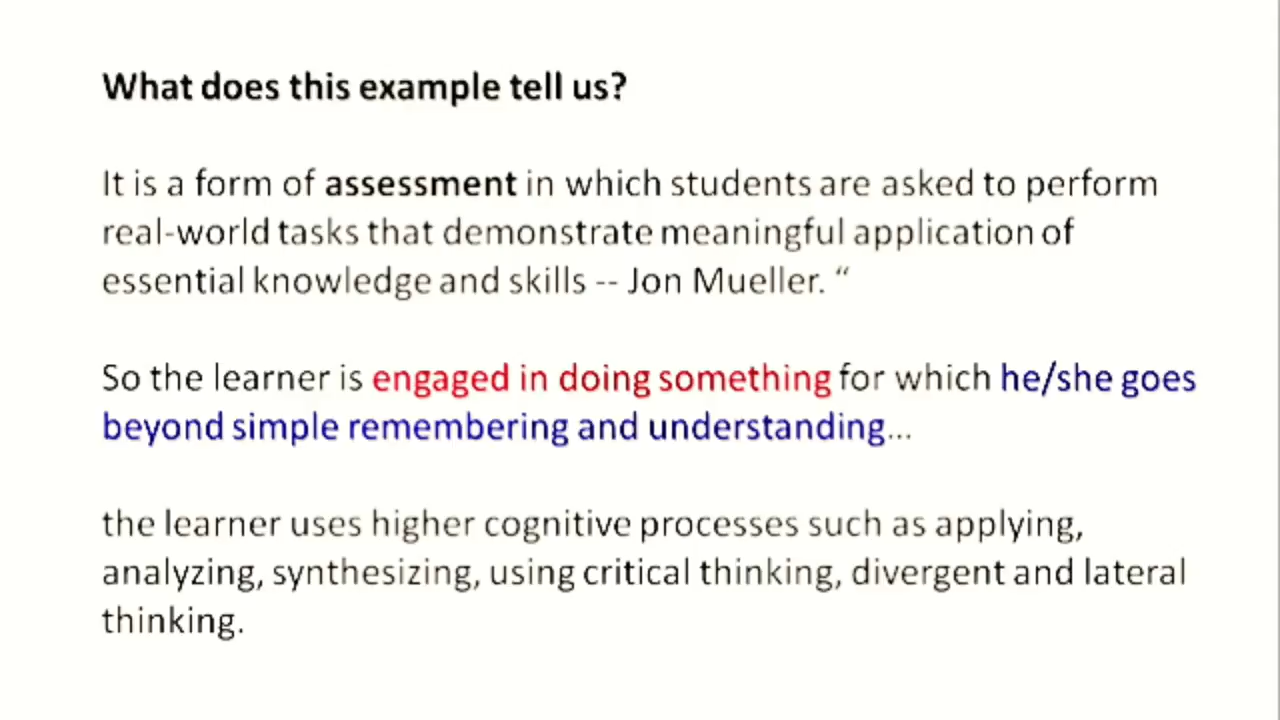 What does this example tell us?
It is a form of assessment in which students are asked to perform
real-world tasks that demonstrate meaningful application of
essential knowledge and skills -- Jon Mueller. “
So the learner is engaged in doing something for which he/she goes
beyond simple remembering and understanding...
the learner uses higher cognitive processes such as applying,
analyzing, synthesizing, using critical thinking, divergent and lateral
thinking.